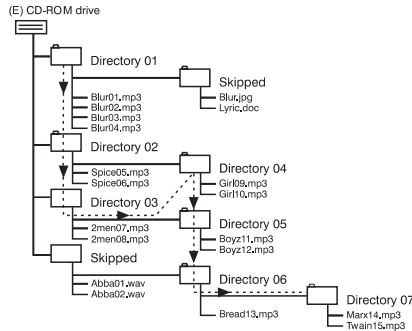 (E) CD-ROM drive
Directory 01
Skipped
Blur01.mp3
Blur02.mp3
Blur03.mp3
Blur04.mp3
Blur.jpg
Lyric.doc
Directory 02
Directory 04
Spice05.mp3
Spice06.mp3
Girl09.mp3
Girl10.mp3
Directory 03
Directory 05
2men07.mp3
2men08.mp3
Boyz11.mp3
Boyz12.mp3
Skipped
Directory 06
Abba01.wav
Abba02.wav
Bread13.mp3
Directory 07
Marx14.mp3
Twain15.mp3